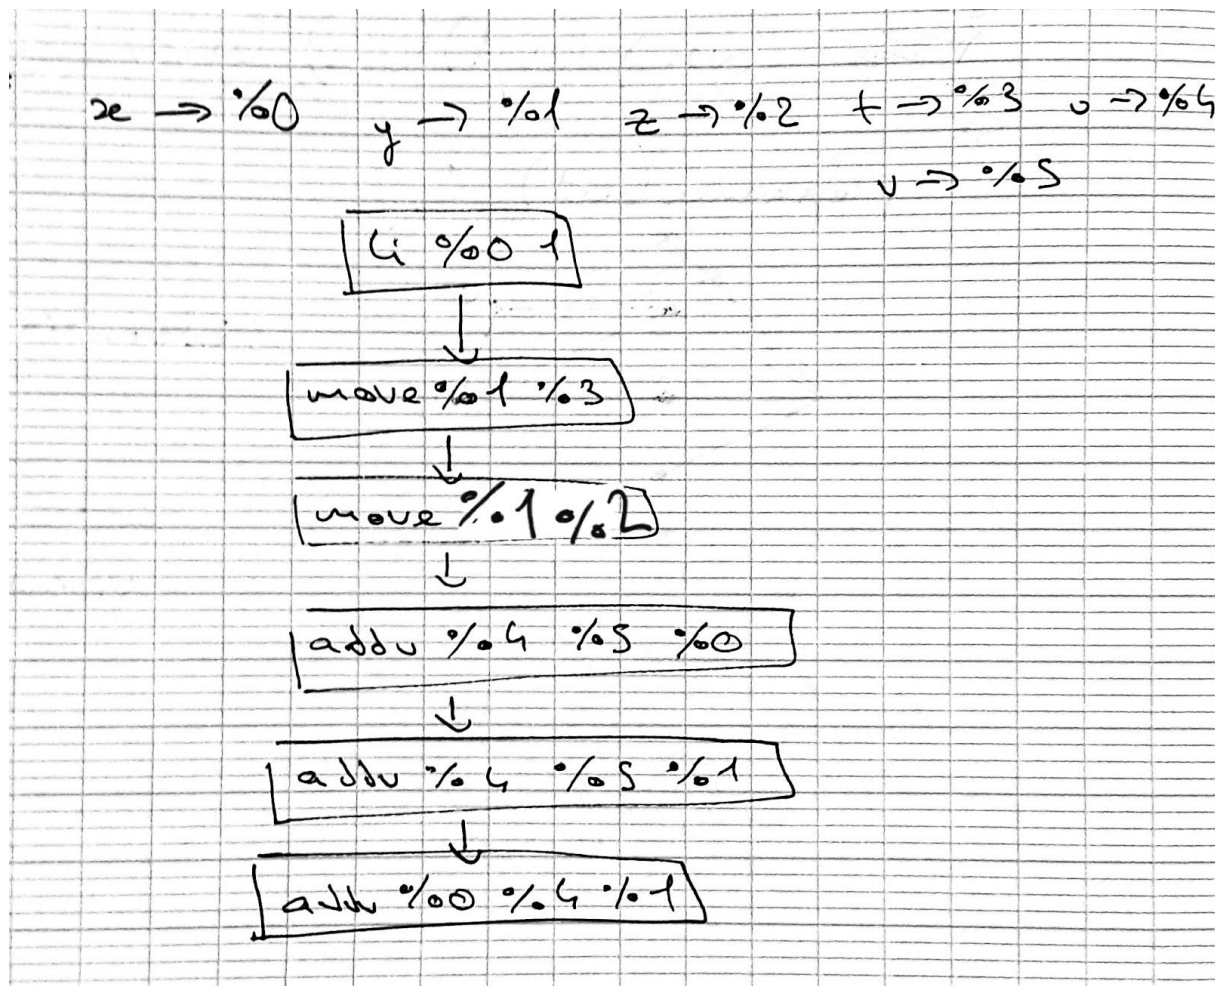 x → %0 y → %1 z → %2 t → %3 u → %4
v → %5
li %0 1
move %1 %3
move %1 %2
addu %4 %5 %0
addu %4 %5 %1
addu %0 %4 %1